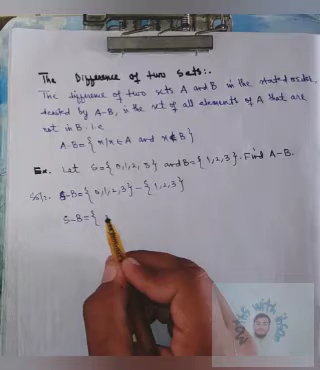 The Difference of two Sets:.
The difference of two sets A and B in the stated order,
denoted by A-B, is the set of all elements of A that are
not in B. i.e
A-B={x/x∈A and x∉B}
Ex. Let S={0,1,2,3} and B={1,2,3}. Find A-B.
Sol:. S-B={0,1,2,3}-{1,2,3}
S-B={
Maths with